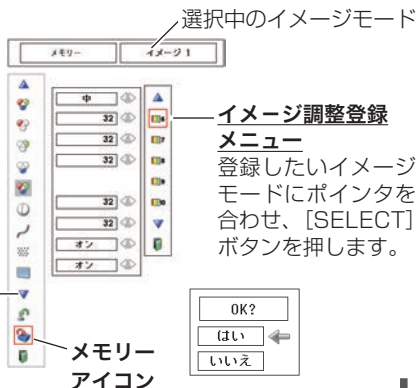 選択中のイメージモード
メモリー イメージ 1
中
32
32
32
32
32
オン
オン
イメージ調整登録
メニュー
登録したいイメージ
モードにポインタを
合わせ、[SELECT]
ボタンを押します。
OK?
はい
いいえ
メモリー
アイコン